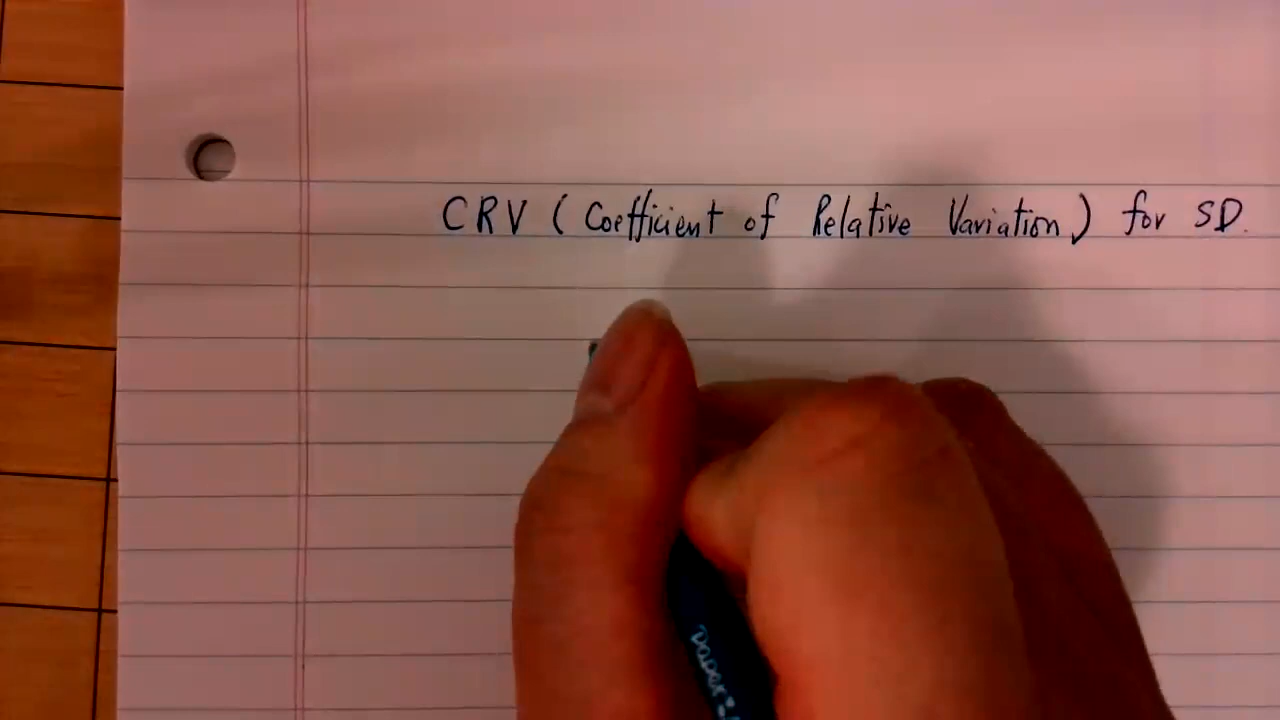 CRV (Coefficient of Relative Variation) for SD.